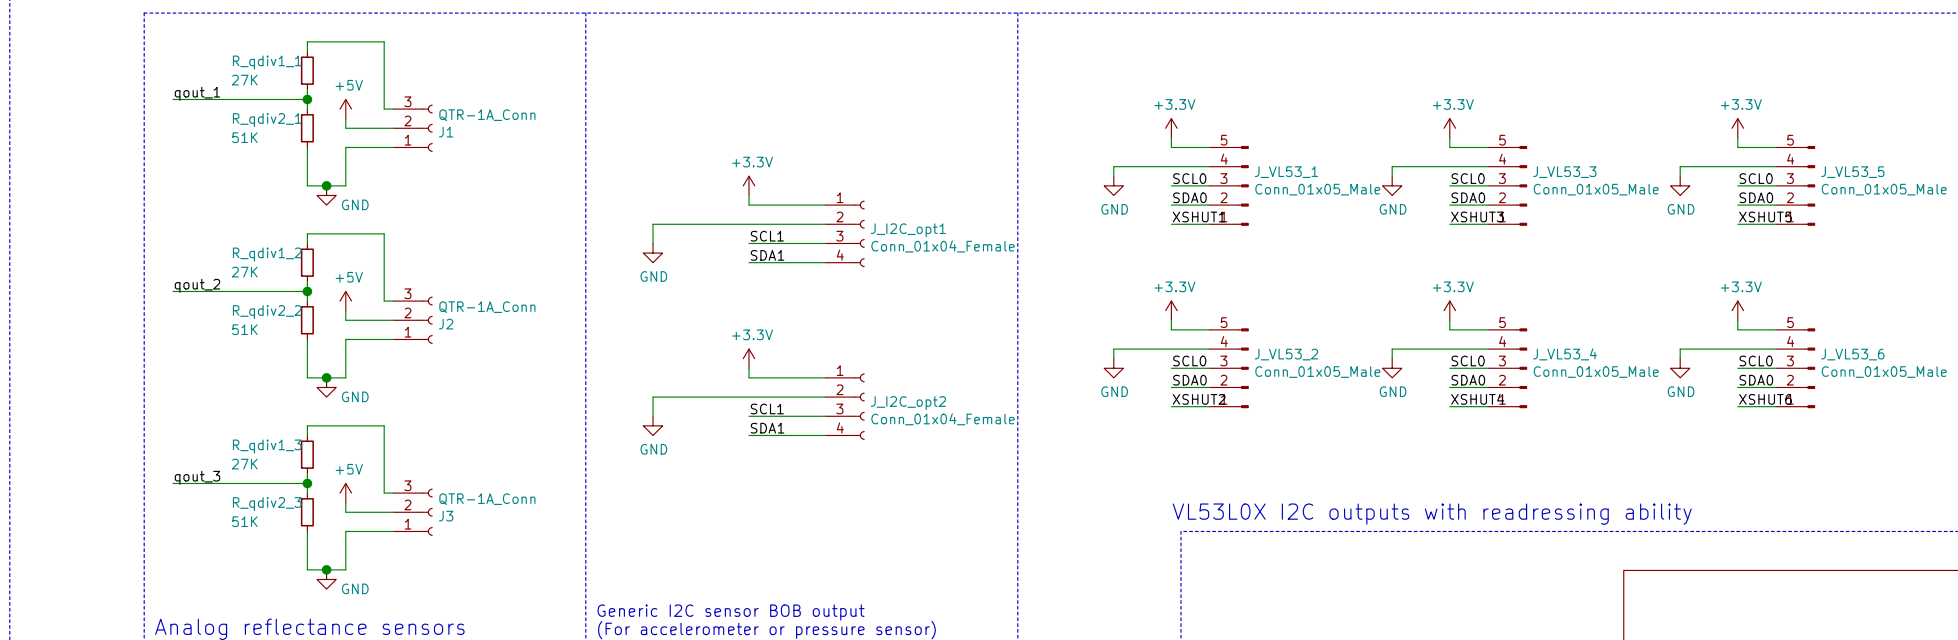 R_qdiv1_1
27K
qout_1
R_qdiv2_1
51K
+5V
3
2
1
QTR-1A_Conn
J1
GND
R_qdiv1_2
27K
qout_2
R_qdiv2_2
51K
+5V
3
2
1
QTR-1A_Conn
J2
GND
R_qdiv1_3
27K
qout_3
R_qdiv2_3
51K
+5V
3
2
1
QTR-1A_Conn
J3
GND
Analog reflectance sensors
+3.3V
1
2
SCL1 3
SDA1 4
J_I2C_opt1
Conn_01x04_Female
GND
+3.3V
1
2
SCL1 3
SDA1 4
J_I2C_opt2
Conn_01x04_Female
GND
Generic I2C sensor BOB output
(For accelerometer or pressure sensor)
+3.3V
5
4
SCL0 3
SDA0 2
XSHUT1 1
J_VL53_1
Conn_01x05_Male
GND
+3.3V
5
4
SCL0 3
SDA0 2
XSHUT3 1
J_VL53_3
Conn_01x05_Male
GND
+3.3V
5
4
SCL0 3
SDA0 2
XSHUT5 1
J_VL53_5
Conn_01x05_Male
GND
+3.3V
5
4
SCL0 3
SDA0 2
XSHUT2 1
J_VL53_2
Conn_01x05_Male
GND
+3.3V
5
4
SCL0 3
SDA0 2
XSHUT4 1
J_VL53_4
Conn_01x05_Male
GND
+3.3V
5
4
SCL0 3
SDA0 2
XSHUT6 1
J_VL53_6
Conn_01x05_Male
GND
VL53L0X I2C outputs with readressing ability